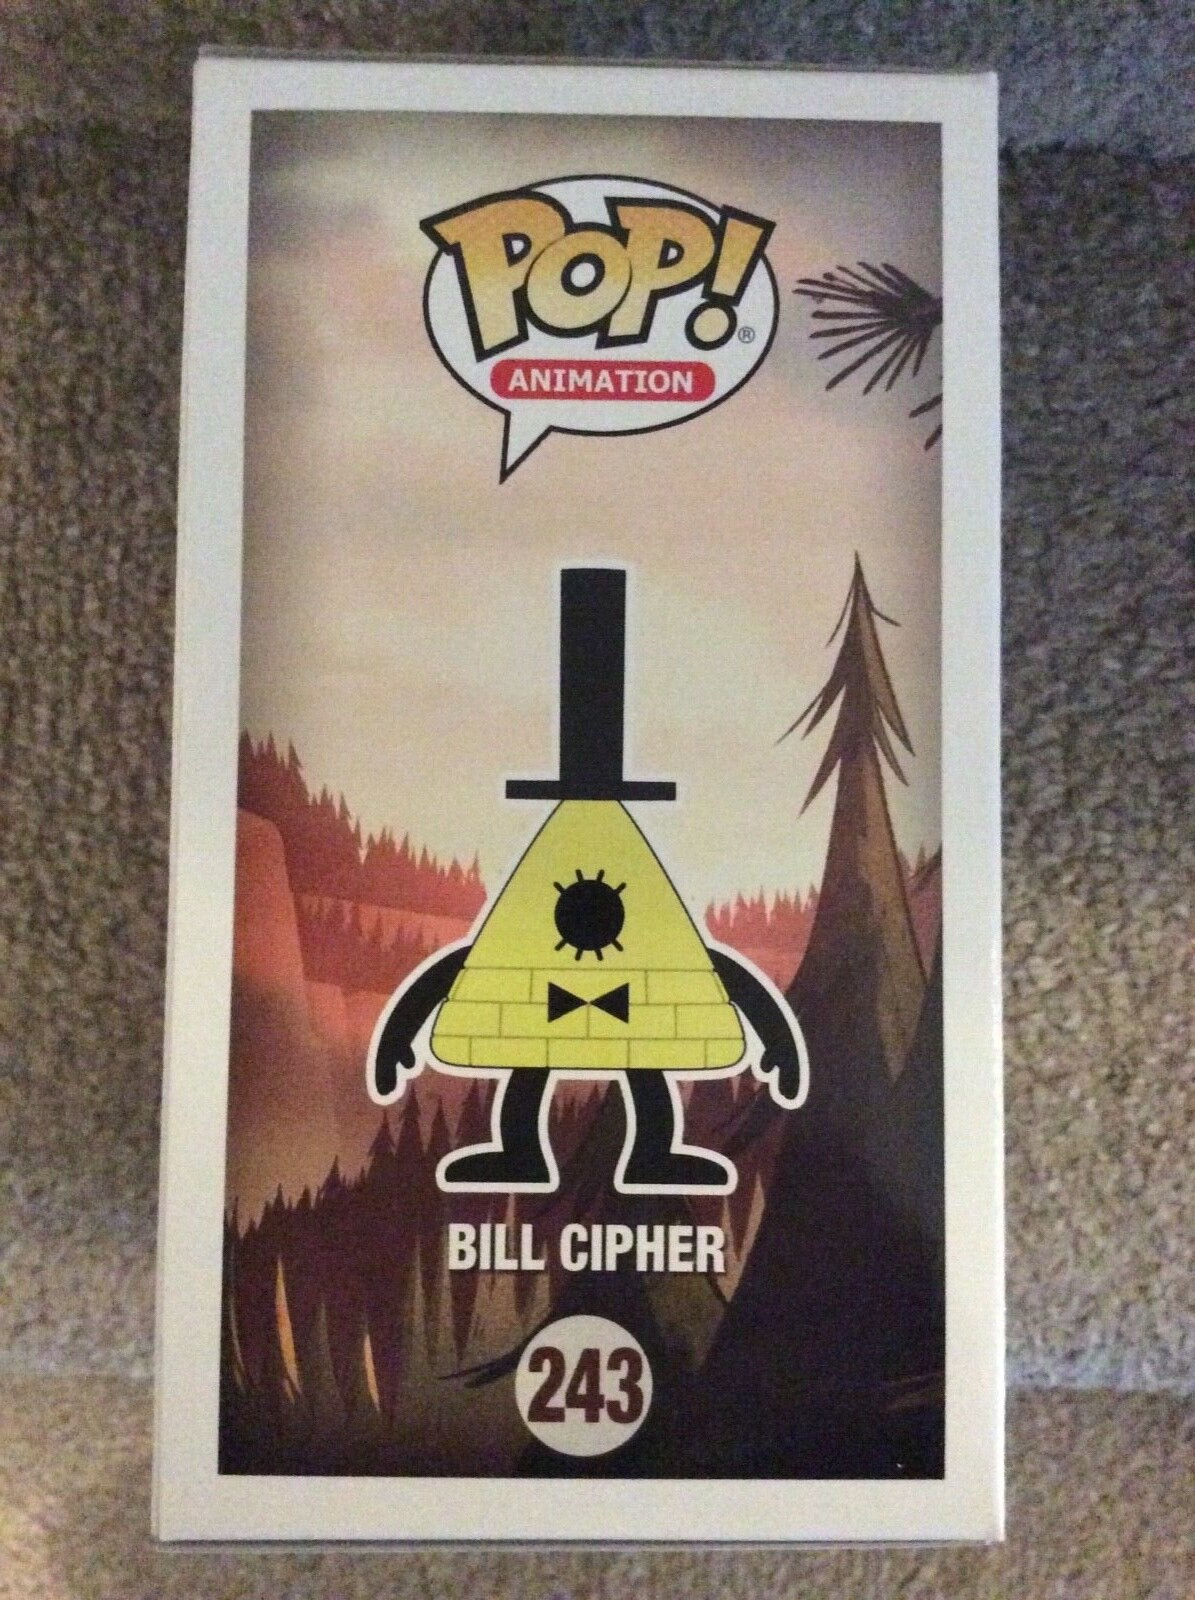 POP!®
ANIMATION
BILL CIPHER
243